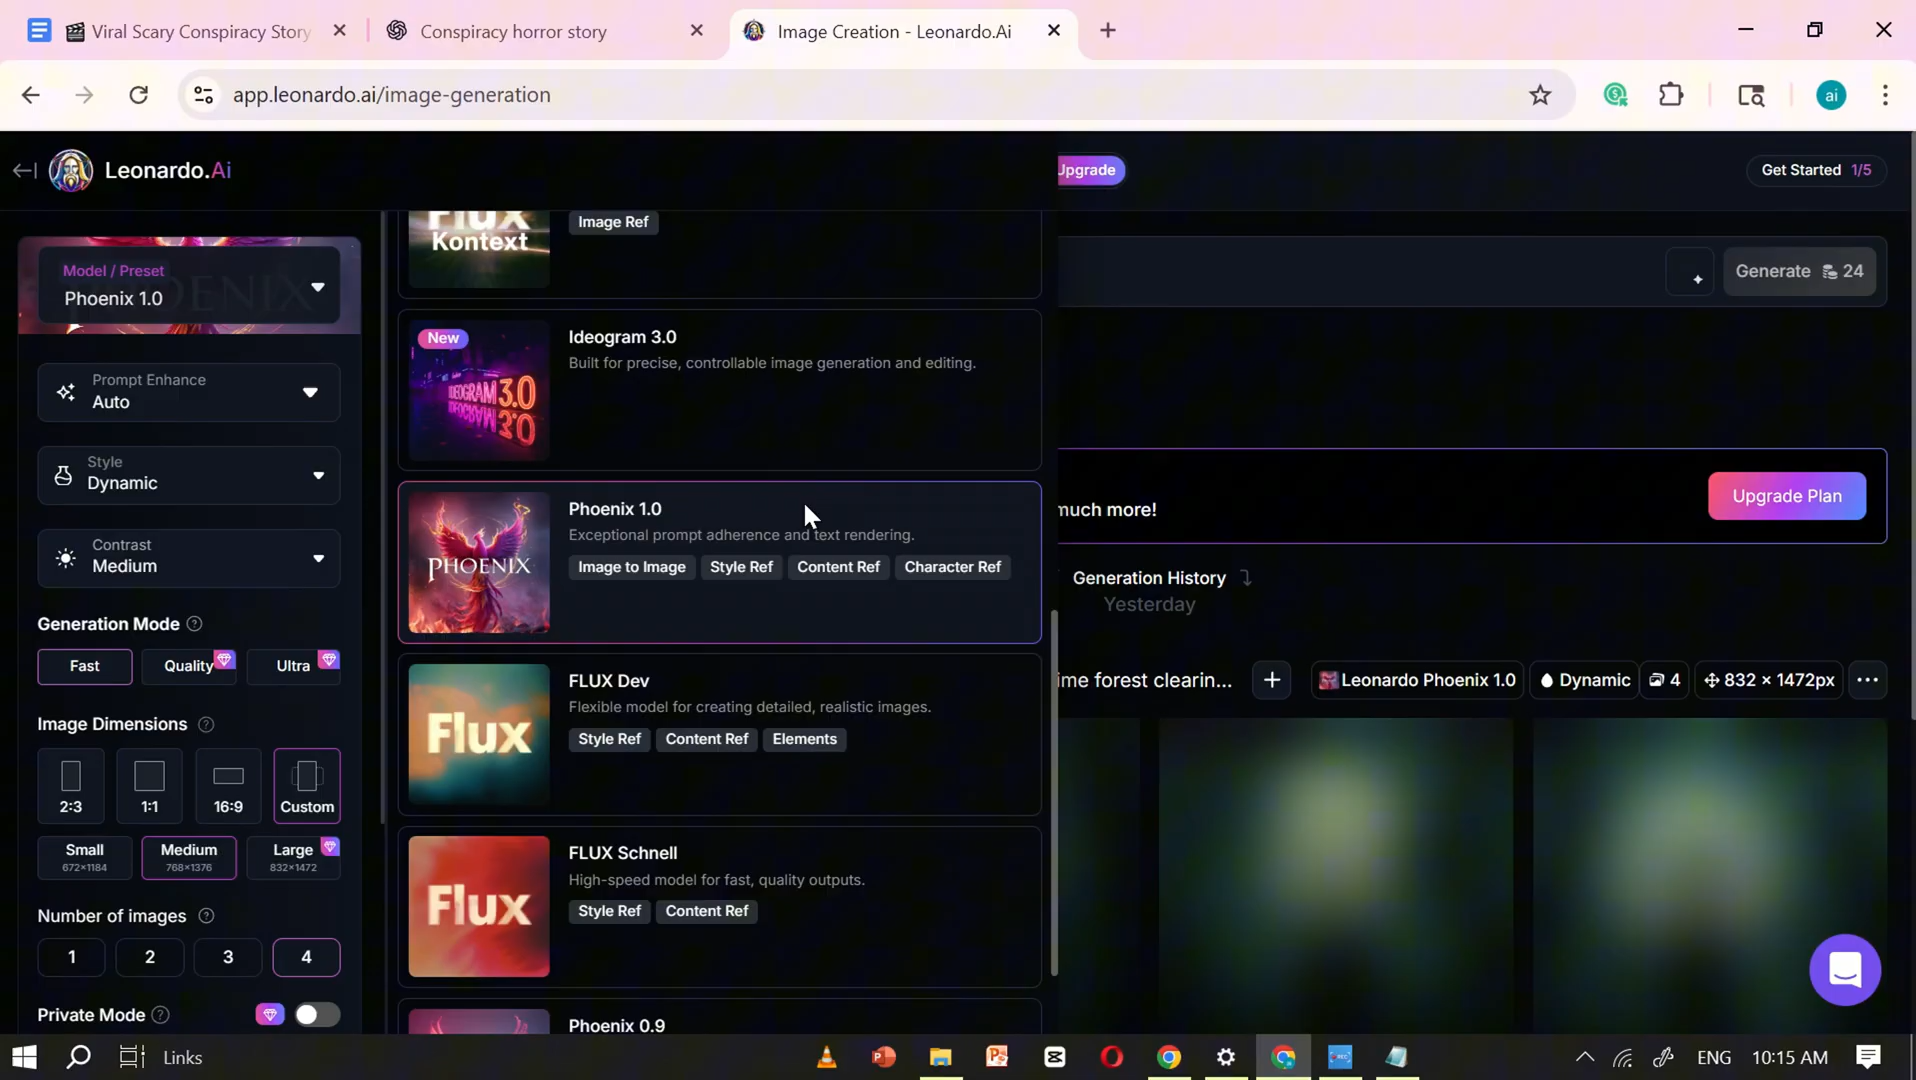 Viral Scary Conspiracy Story
Conspiracy horror story
Image Creation - Leonardo.Ai
app.leonardo.ai/image-generation
ai
Leonardo.Ai
Upgrade
Get Started 1/5
Model / Preset
Phoenix 1.0
PHOENIX
Flux
Kontext
Image Ref
Generate 24
Prompt Enhance
Auto
New
IDEOGRAM 3.0
Ideogram 3.0
Built for precise, controllable image generation and editing.
Style
Dynamic
Contrast
Medium
PHOENIX
Phoenix 1.0
Exceptional prompt adherence and text rendering.
Image to Image
Style Ref
Content Ref
Character Ref
much more!
Upgrade Plan
Generation History
Yesterday
Generation Mode
Fast
Quality
Ultra
Flux
FLUX Dev
Flexible model for creating detailed, realistic images.
Style Ref
Content Ref
Elements
ime forest clearin...
Leonardo Phoenix 1.0
Dynamic
4
832 × 1472px
Image Dimensions
2:3
1:1
16:9
Custom
Small
672×1184
Medium
768×1376
Large
832×1472
Flux
FLUX Schnell
High-speed model for fast, quality outputs.
Style Ref
Content Ref
Number of images
1
2
3
4
Private Mode
Phoenix 0.9
Links
ENG
10:15 AM